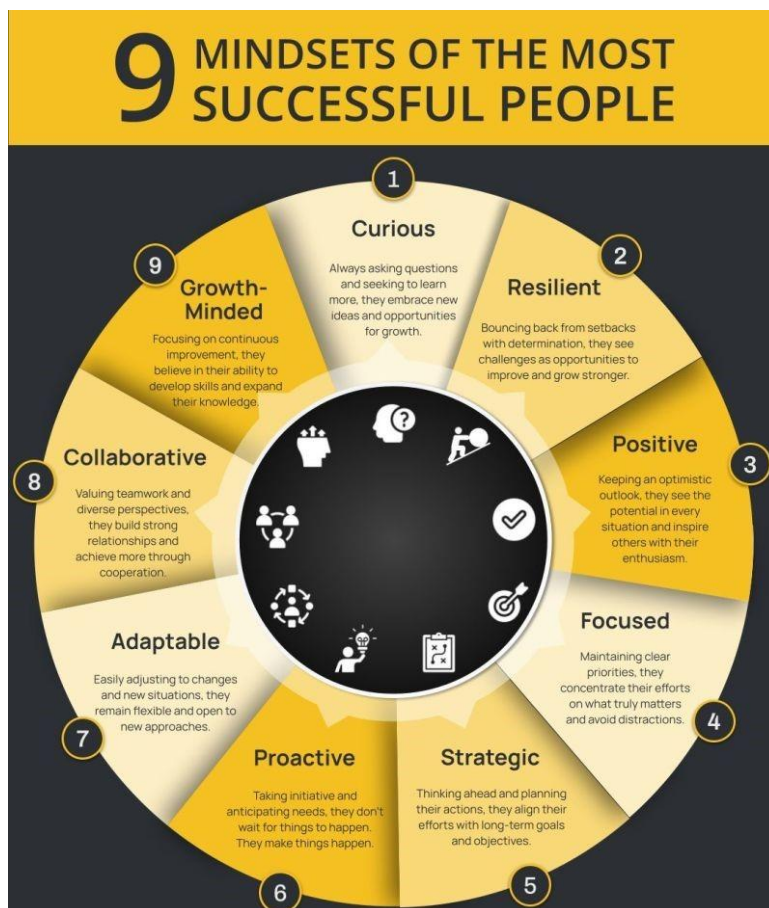 9 MINDSETS OF THE MOST
SUCCESSFUL PEOPLE
1
Curious
Always asking questions
and seeking to learn
more, they embrace new
ideas and opportunities
for growth.
2
Resilient
Bouncing back from setbacks
with determination, they see
challenges as opportunities to
improve and grow stronger.
3
Positive
Keeping an optimistic
outlook, they see the
potential in every
situation and inspire
others with their
enthusiasm.
4
Focused
Maintaining clear
priorities, they
concentrate their efforts
on what truly matters
and avoid distractions.
5
Strategic
Thinking ahead and planning
their actions, they align their
efforts with long-term goals
and objectives.
6
Proactive
Taking initiative and
anticipating needs, they don't
wait for things to happen.
They make things happen.
7
Adaptable
Easily adjusting to changes
and new situations, they
remain flexible and open to
new approaches.
8
Collaborative
Valuing teamwork and
diverse perspectives,
they build strong
relationships and
achieve more through
cooperation.
9
Growth-
Minded
Focusing on continuous
improvement, they
believe in their ability to
develop skills and expand
their knowledge.